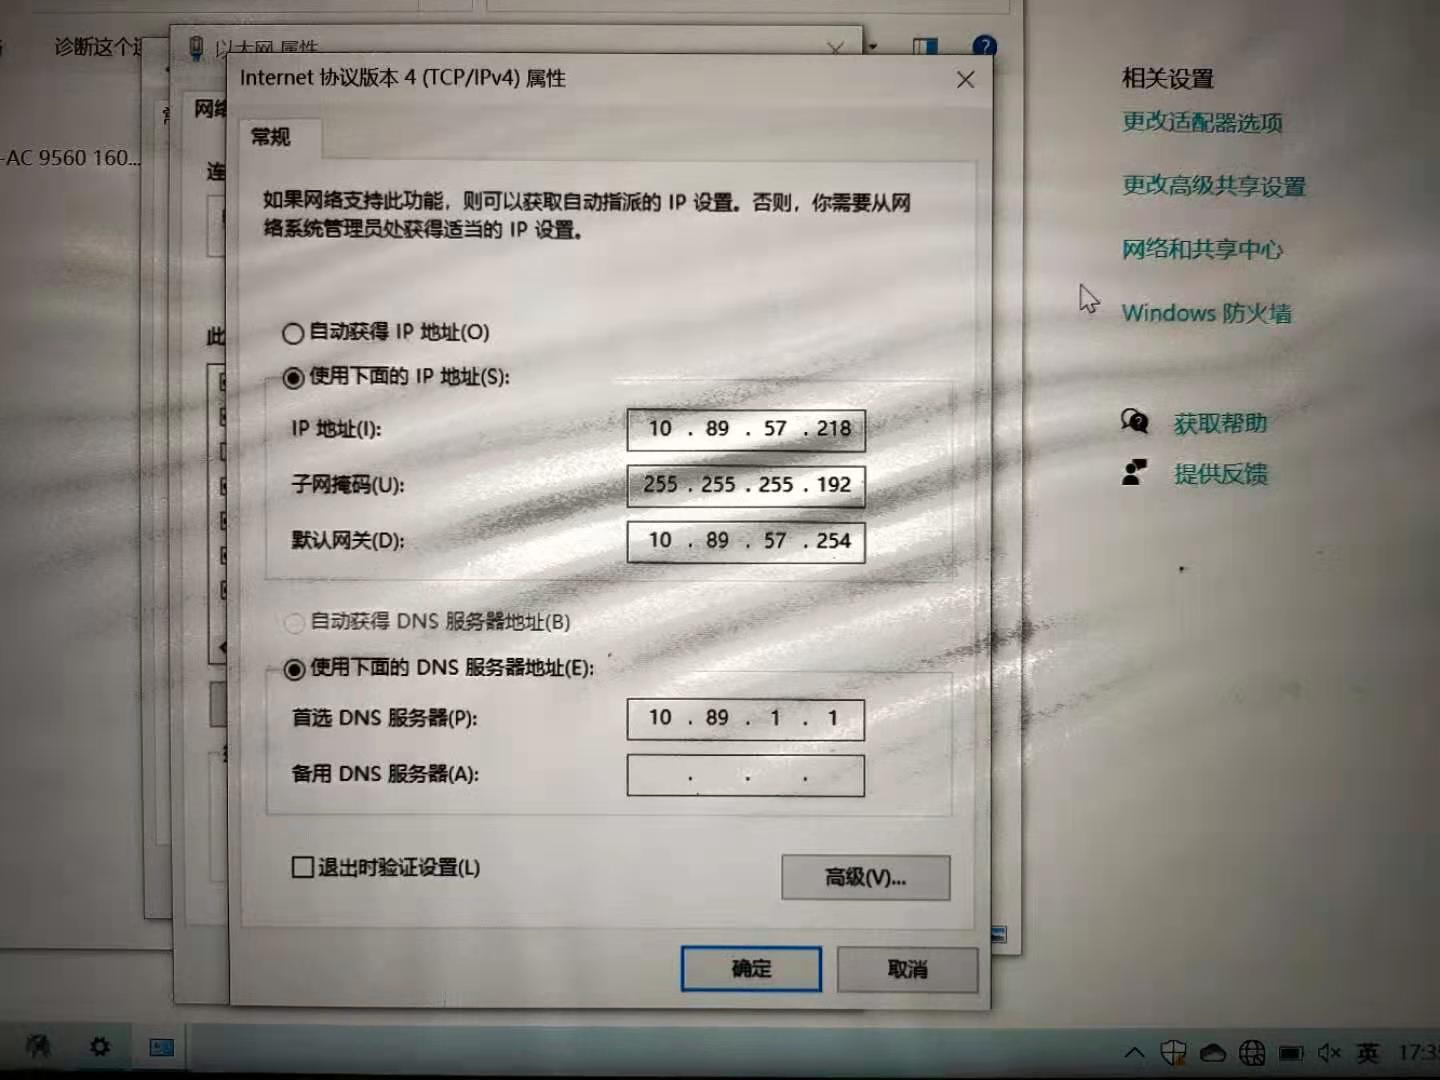 诊断这个
以太网 属性
Internet 协议版本 4 (TCP/IPv4) 属性
相关设置
更改适配器选项
网络
常规
-AC 9560 160...
连
更改高级共享设置
如果网络支持此功能，则可以获取自动指派的 IP 设置。否则，你需要从网
络系统管理员处获得适当的 IP 设置。
网络和共享中心
Windows 防火墙
此
自动获得 IP 地址(O)
使用下面的 IP 地址(S):
IP 地址(I):
10 . 89 . 57 . 218
获取帮助
子网掩码(U):
255 . 255 . 255 . 192
提供反馈
默认网关(D):
10 . 89 . 57 . 254
自动获得 DNS 服务器地址(B)
使用下面的 DNS 服务器地址(E):
首选 DNS 服务器(P):
10 . 89 . 1 . 1
备用 DNS 服务器(A):
. . .
退出时验证设置(L)
高级(V)...
确定
取消
英
17:3